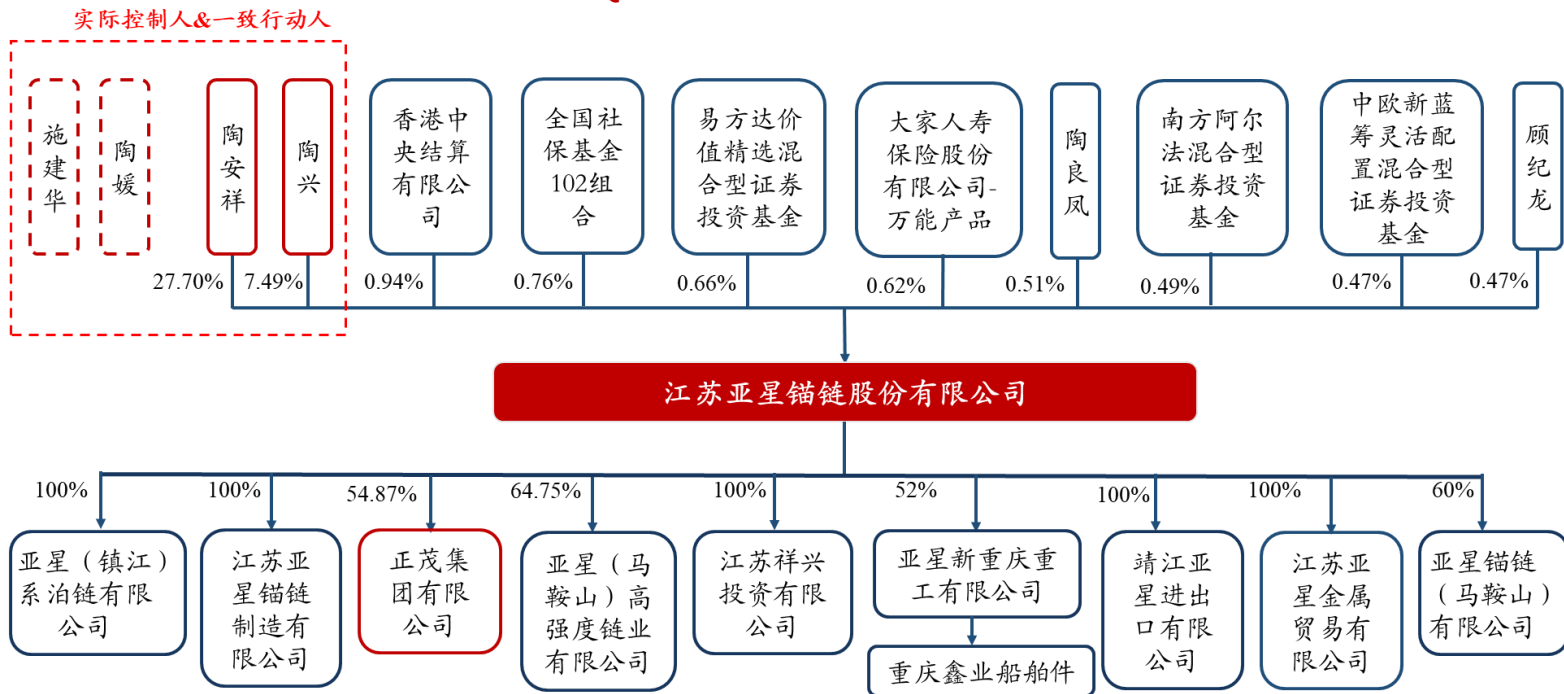 实际控制人&一致行动人
施
建
华
陶
媛
陶
安
祥
陶
兴
香港中
央结算
有限公
司
全国社
保基金
102组
合
易方达价
值精选混
合型证券
投资基金
大家人寿
保险股份
有限公司-
万能产品
陶
良
凤
南方阿尔
法混合型
证券投资
基金
中欧新蓝
筹灵活配
置混合型
证券投资
基金
顾
纪
龙
27.70%
7.49%
0.94%
0.76%
0.66%
0.62%
0.51%
0.49%
0.47%
0.47%
江苏亚星锚链股份有限公司
100%
100%
54.87%
64.75%
100%
52%
100%
100%
60%
亚星（镇江）
系泊链有限
公司
江苏亚
星锚链
制造有
限公司
正茂集
团有限
公司
亚星（马
鞍山）高
强度链业
有限公司
江苏祥兴
投资有限
公司
亚星新重庆重
工有限公司
重庆鑫业船舶件
靖江亚
星进出
口有限
公司
江苏亚
星金属
贸易有
限公司
亚星锚链
（马鞍山）
有限公司